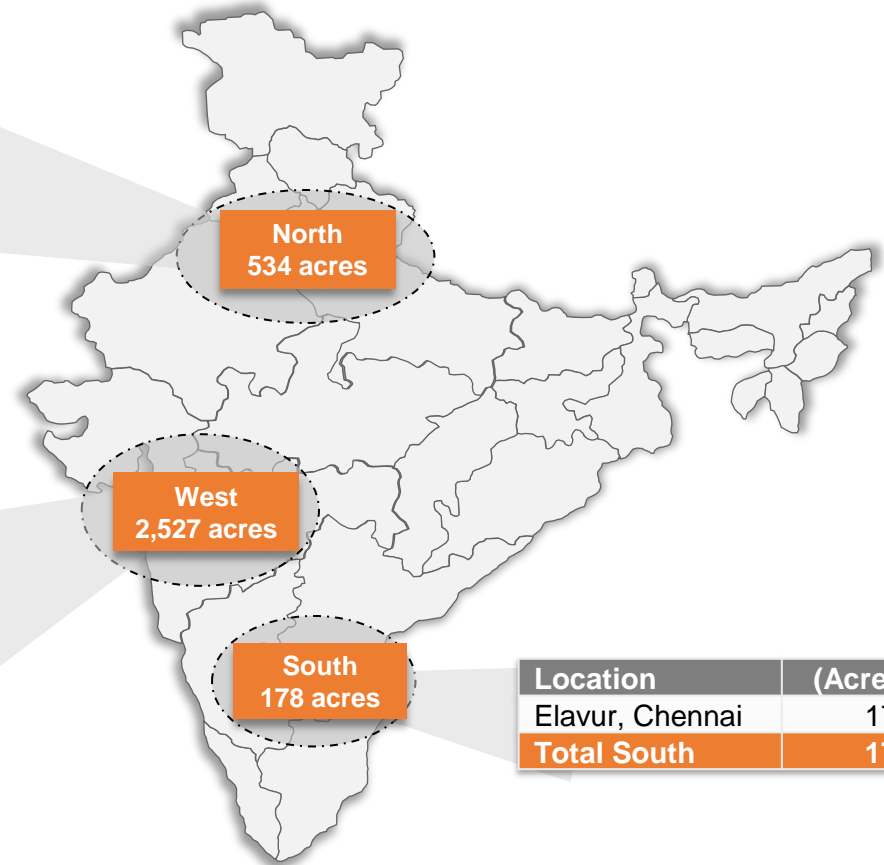 North
534 acres
West
2,527 acres
South
178 acres
Location
Elavur, Chennai
Total South